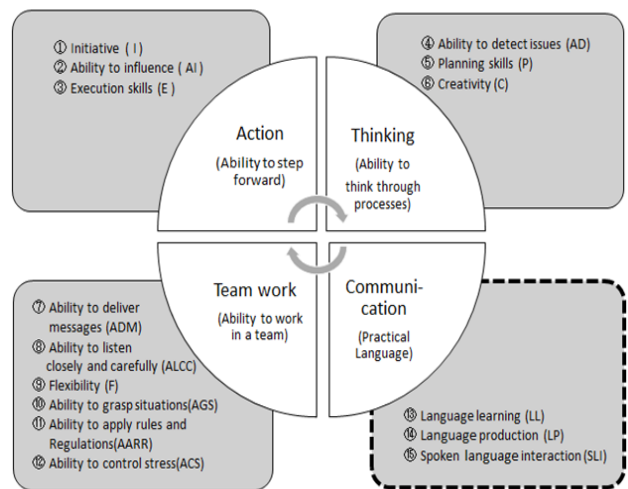 ① Initiative ( I )
② Ability to influence ( AI )
③ Execution skills (E )
④ Ability to detect issues (AD)
⑤ Planning skills (P)
⑥ Creativity (C)
Action
(Ability to step
forward)
Thinking
(Ability to
think through
processes)
Team work
(Ability to work
in a team)
Communi-
cation
(Practical
Language)
⑦ Ability to deliver
messages (ADM)
⑧ Ability to listen
closely and carefully (ALCC)
⑨ Flexibility (F)
⑩ Ability to grasp situations(AGS)
⑪ Ability to apply rules and
Regulations(AARR)
⑫ Ability to control stress(ACS)
⑬ Language learning (LL)
⑭ Language production (LP)
⑮ Spoken language interaction (SLI)